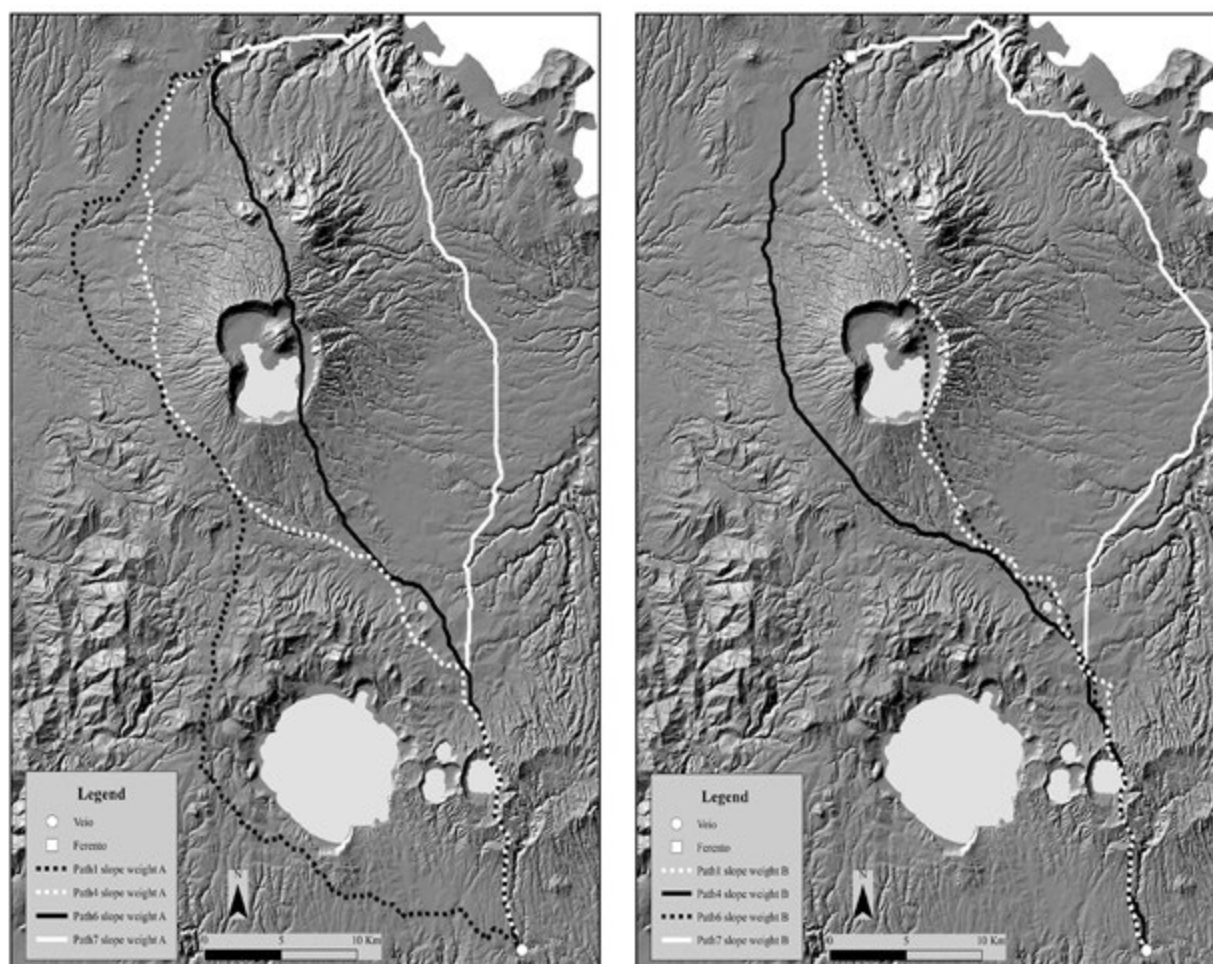 Legend
Veio
Ferento
Path1 slope weight A
Path4 slope weight A
Path6 slope weight A
Path7 slope weight A
N
0 5 10 Km
Legend
Veio
Ferento
Path1 slope weight B
Path4 slope weight B
Path6 slope weight B
Path7 slope weight B
N
0 5 10 Km